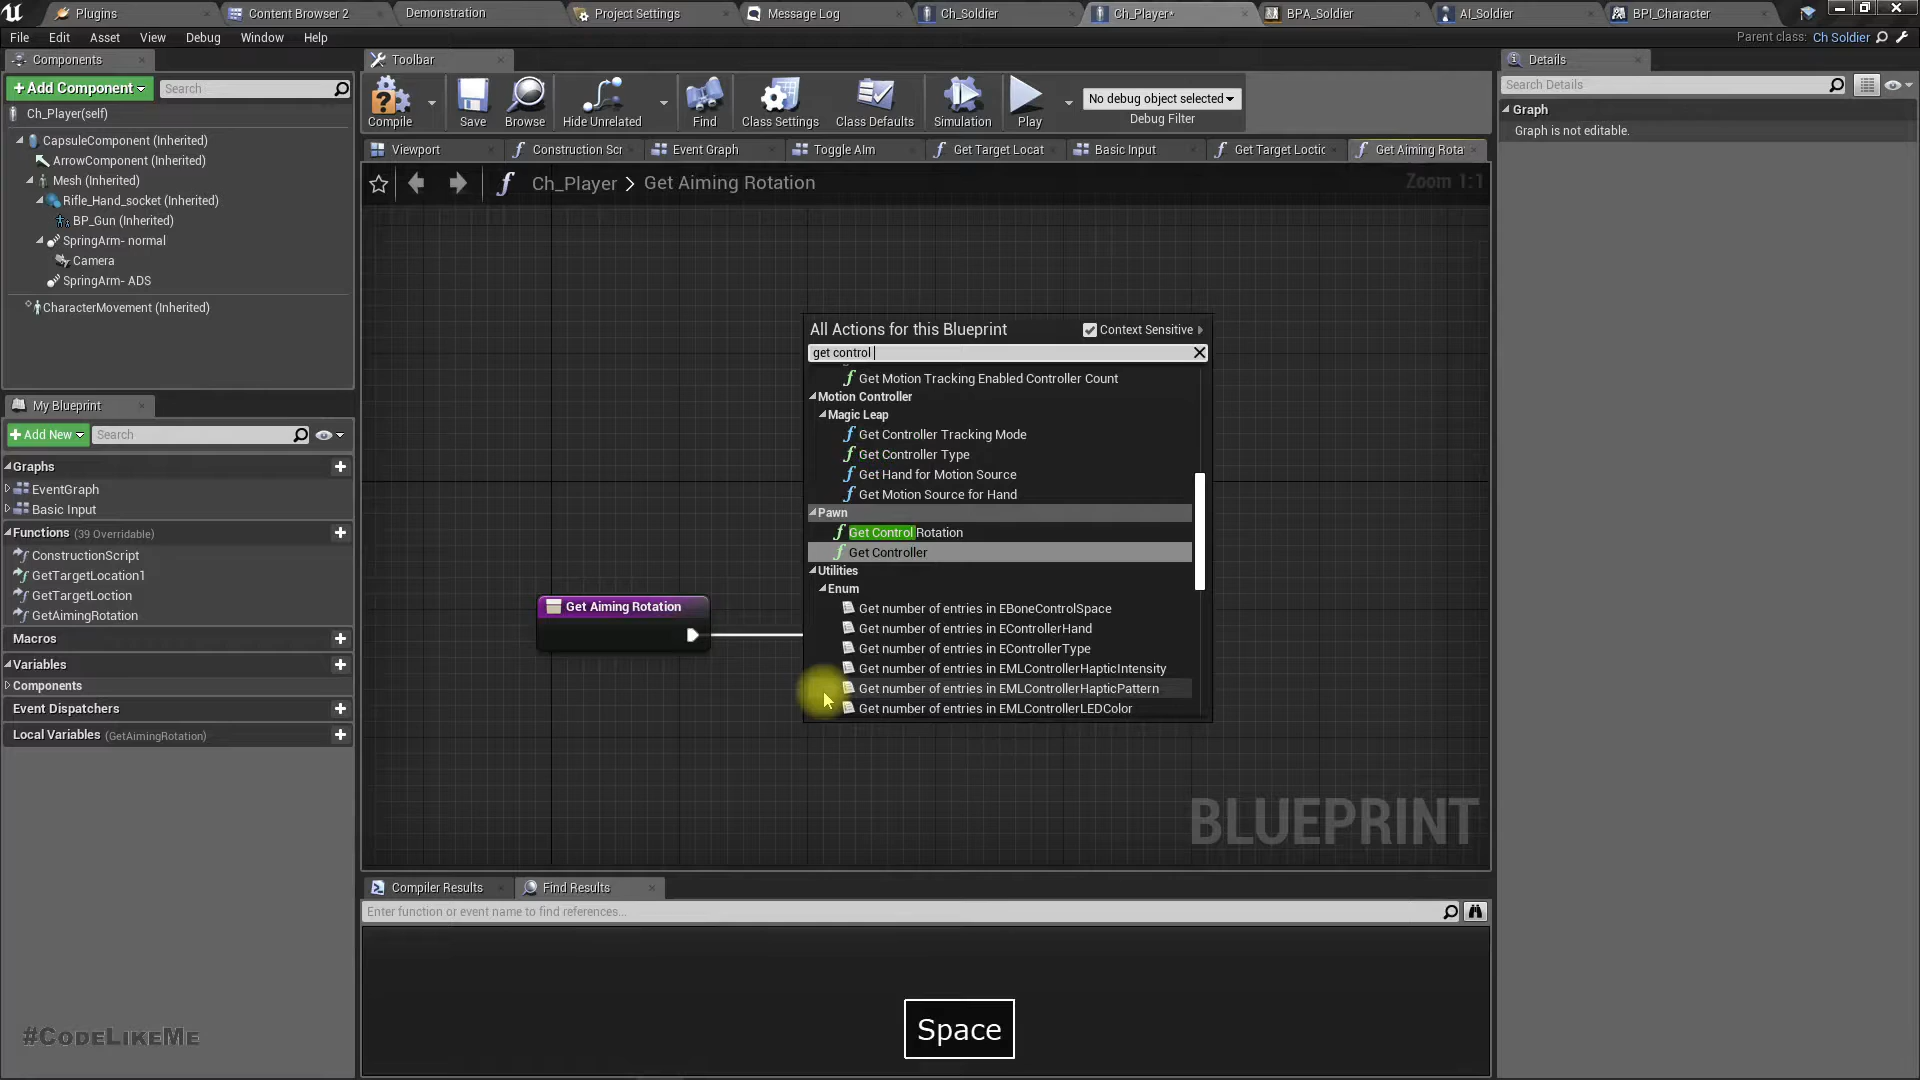 Plugins
Content Browser 2
Demonstration
Project Settings
Message Log
Ch_Soldier
Ch_Player*
BPA_Soldier
AI_Soldier
BPI_Character
File
Edit
Asset
View
Debug
Window
Help
Parent class: Ch Soldier
Components
+Add Component
Search
Ch_Player(self)
CapsuleComponent (Inherited)
ArrowComponent (Inherited)
Mesh (Inherited)
Rifle_Hand_socket (Inherited)
BP_Gun (Inherited)
SpringArm- normal
Camera
SpringArm- ADS
CharacterMovement (Inherited)
My Blueprint
+Add New
Search
Graphs
EventGraph
Basic Input
Functions (39 Overridable)
ConstructionScript
GetTargetLocation1
GetTargetLoction
GetAimingRotation
Macros
Variables
Components
Event Dispatchers
Local Variables (GetAimingRotation)
#CodeLikeMe
Toolbar
Compile
Save
Browse
Hide Unrelated
Find
Class Settings
Class Defaults
Simulation
Play
No debug object selected
Debug Filter
Viewport
Construction Scr
Event Graph
Toggle AIm
Get Target Locat
Basic Input
Get Target Loctic
Get Aiming Rota
Ch_Player > Get Aiming Rotation
Zoom 1:1
Get Aiming Rotation
All Actions for this Blueprint
Context Sensitive
get control
Get Motion Tracking Enabled Controller Count
Motion Controller
Magic Leap
Get Controller Tracking Mode
Get Controller Type
Get Hand for Motion Source
Get Motion Source for Hand
Pawn
Get Control Rotation
Get Controller
Utilities
Enum
Get number of entries in EBoneControlSpace
Get number of entries in EControllerHand
Get number of entries in EControllerType
Get number of entries in EMLControllerHapticIntensity
Get number of entries in EMLControllerHapticPattern
Get number of entries in EMLControllerLEDColor
BLUEPRINT
Compiler Results
Find Results
Enter function or event name to find references...
Space
Details
Search Details
Graph
Graph is not editable.